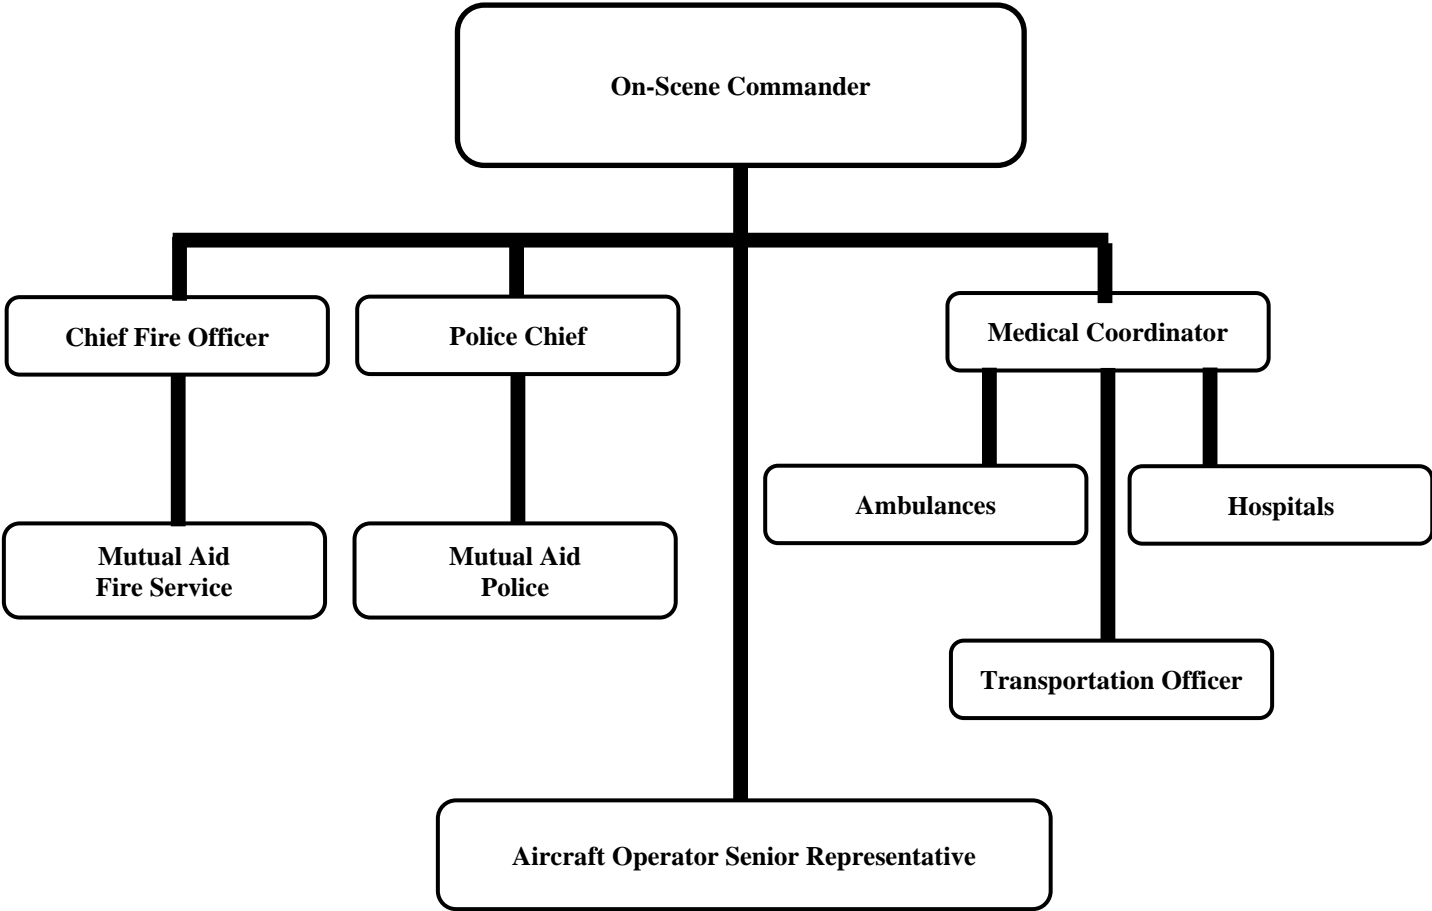 On-Scene Commander
Chief Fire Officer
Police Chief
Medical Coordinator
Ambulances
Hospitals
Mutual Aid
Fire Service
Mutual Aid
Police
Transportation Officer
Aircraft Operator Senior Representative